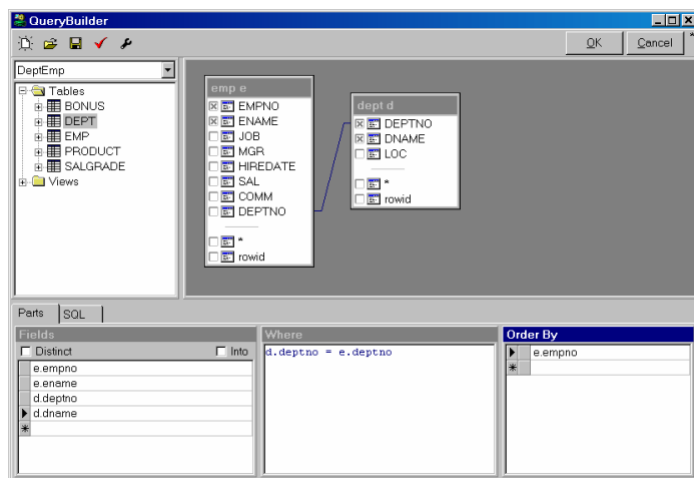 QueryBuilder
OK Cancel
DeptEmp
Tables
BONUS
DEPT
EMP
PRODUCT
SALGRADE
Views
emp e
EMPNO
ENAME
JOB
MGR
HIREDATE
SAL
COMM
DEPTNO
*
rowid
dept d
DEPTNO
DNAME
LOC
*
rowid
Parts SQL
Fields
Distinct Into
e.empno
e.ename
d.deptno
d.dname
Where
d.deptno = e.deptno
Order By
e.empno